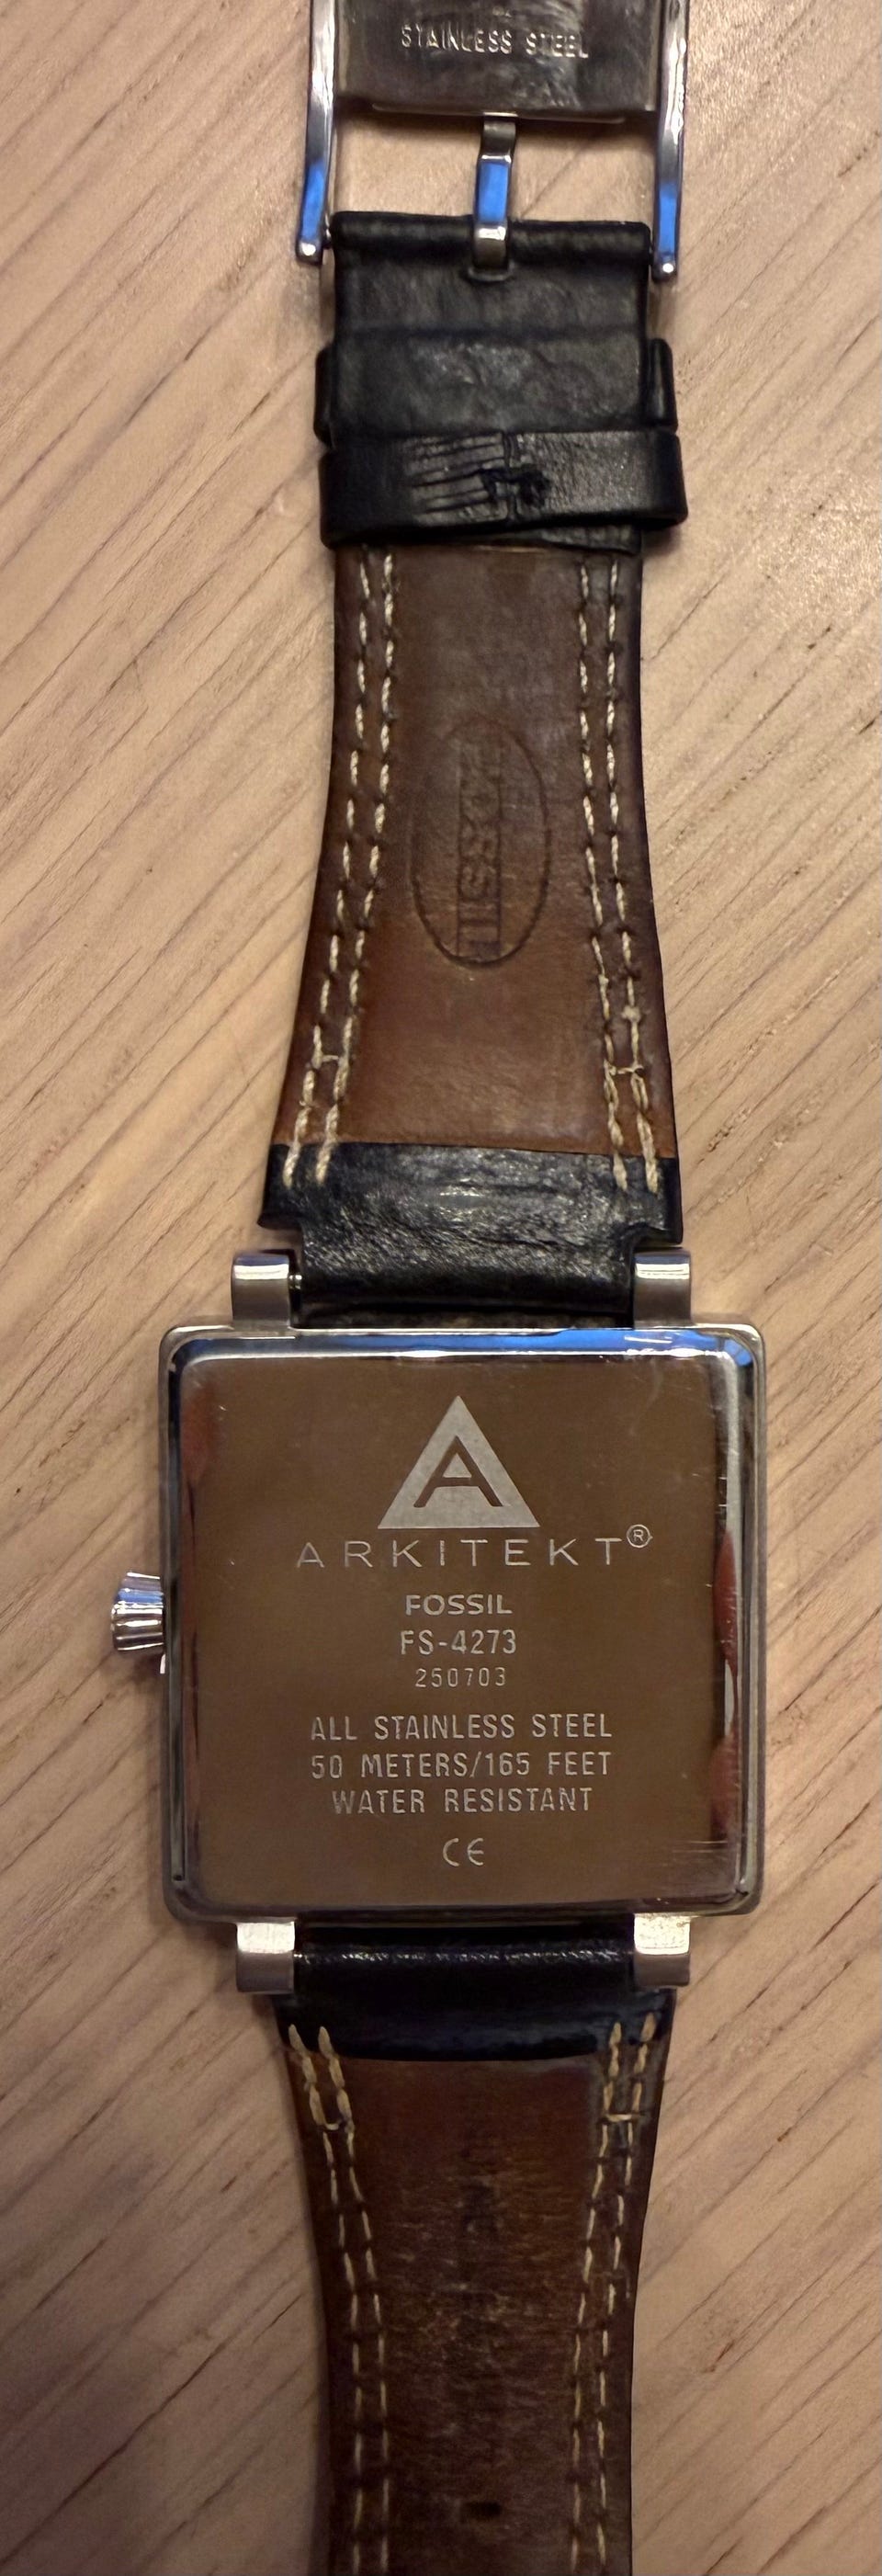 STAINLESS STEEL
FOSSIL
A
ARKITEKT®
FOSSIL
FS-4273
250703
ALL STAINLESS STEEL
50 METERS/165 FEET
WATER RESISTANT
CE